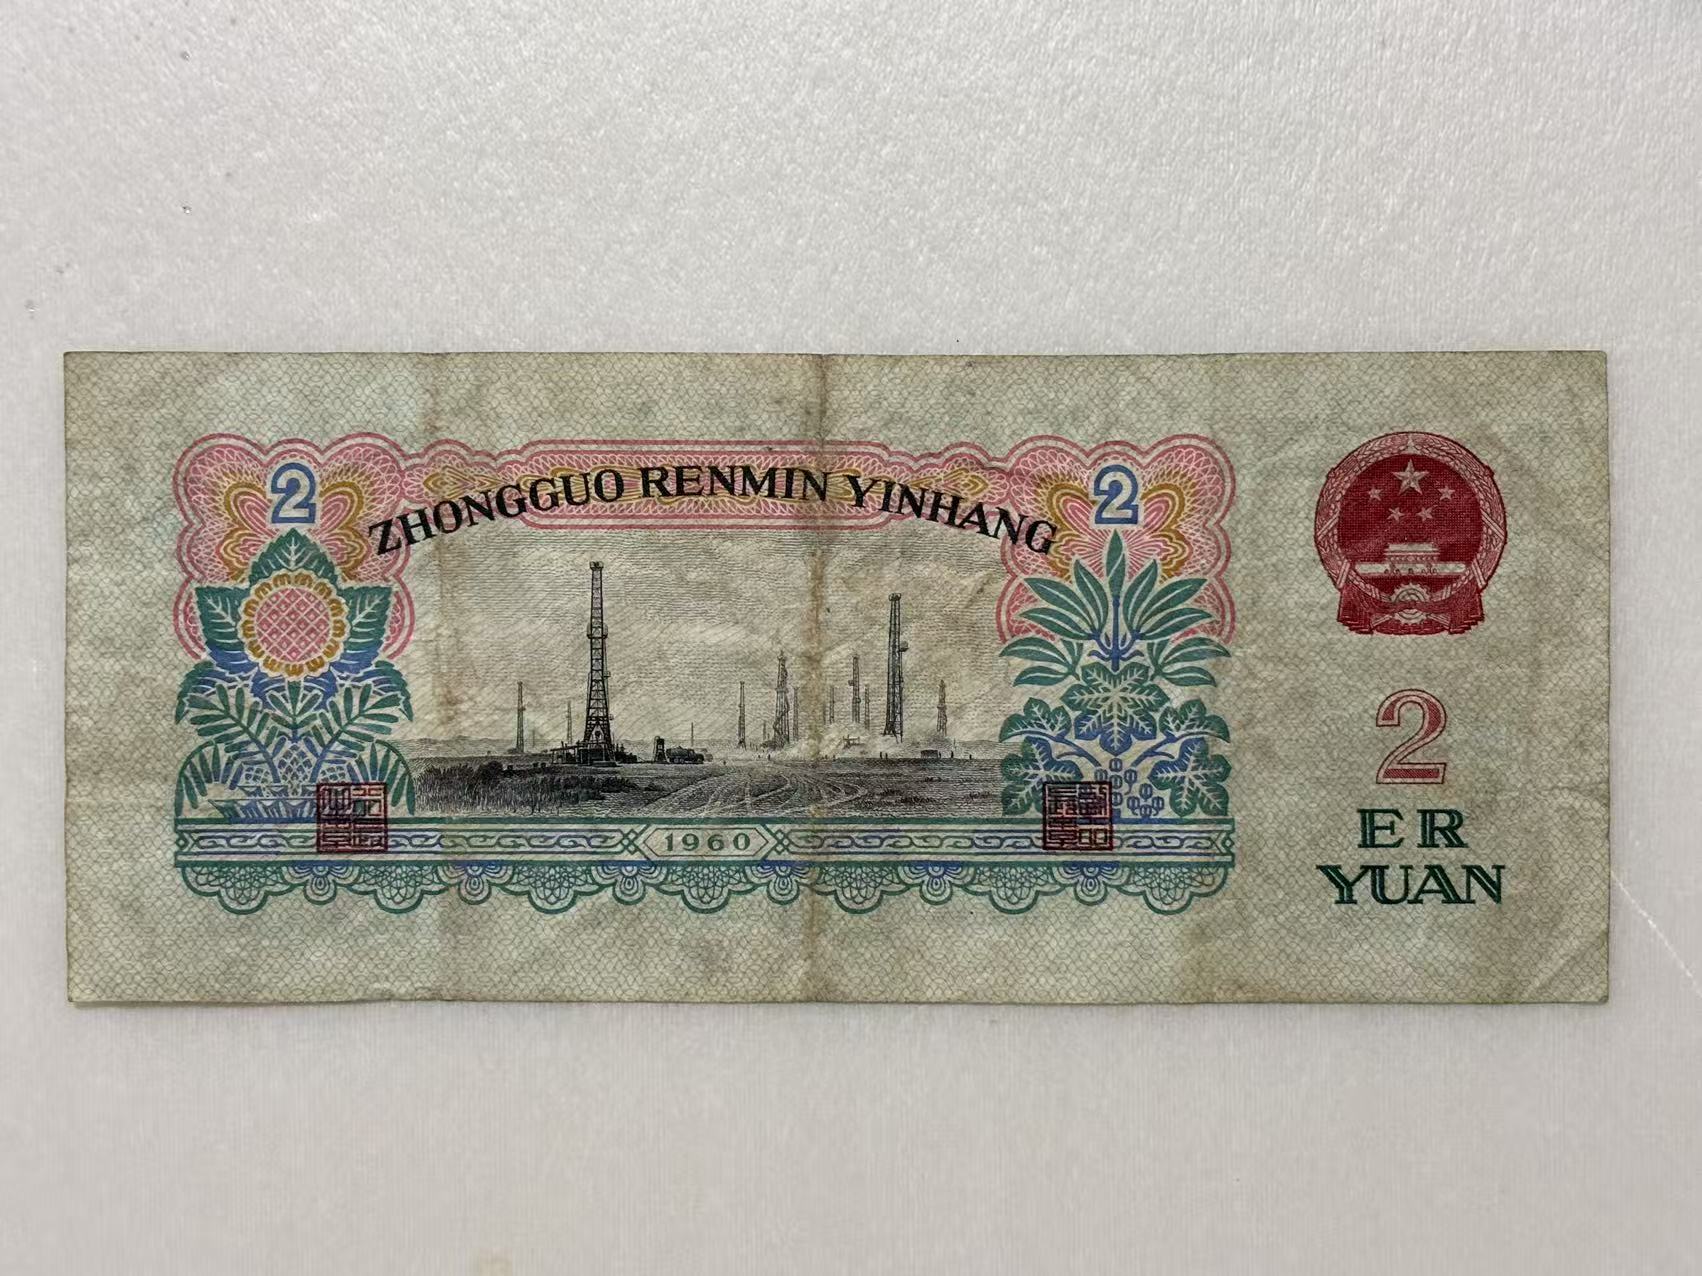 2
2
ZHONGGUO RENMIN YINHANG
1960
2
ER
YUAN